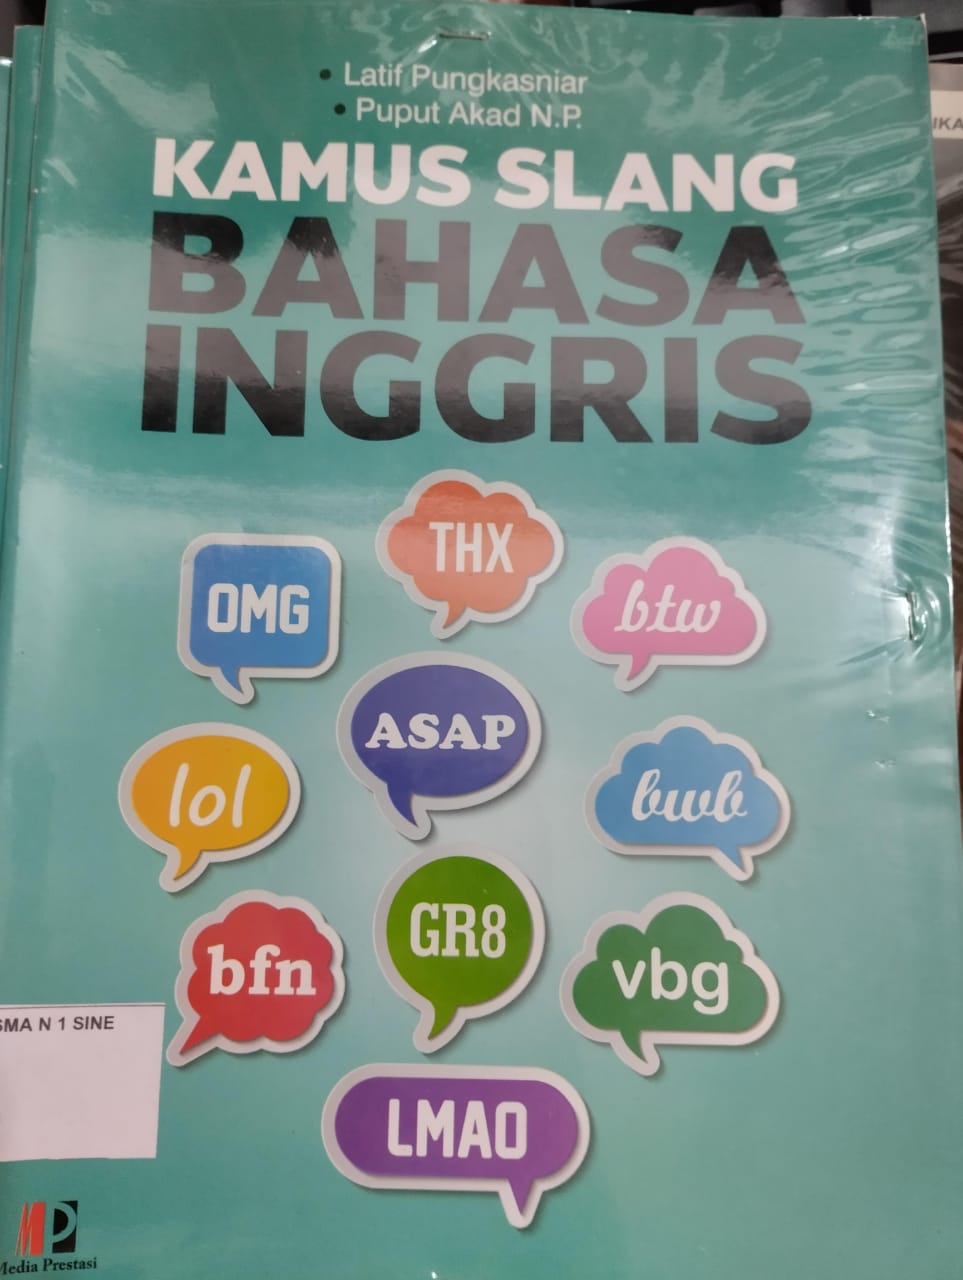 • Latif Pungkasniar
• Puput Akad N.P.
KAMUS SLANG
BAHASA
INGGRIS
THX
OMG
btw
ASAP
lol
bwb
GR8
bfn
vbg
SMA N 1 SINE
LMAO
MP
Media Prestasi